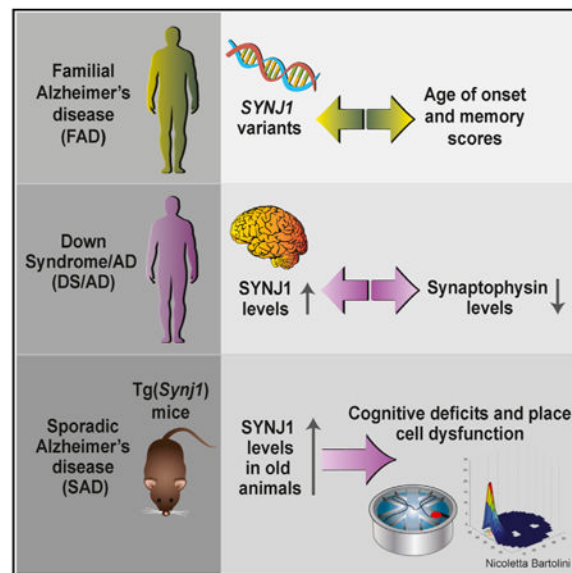 Familial
Alzheimer's
disease
(FAD)
SYNJ1
variants
Age of onset
and memory
scores
Down
Syndrome/AD
(DS/AD)
SYNJ1
levels
Synaptophysin
levels
Sporadic
Alzheimer's
disease
(SAD)
Tg(Synj1)
mice
SYNJ1
levels
in old
animals
Cognitive deficits and place
cell dysfunction
Nicoletta Bartolini